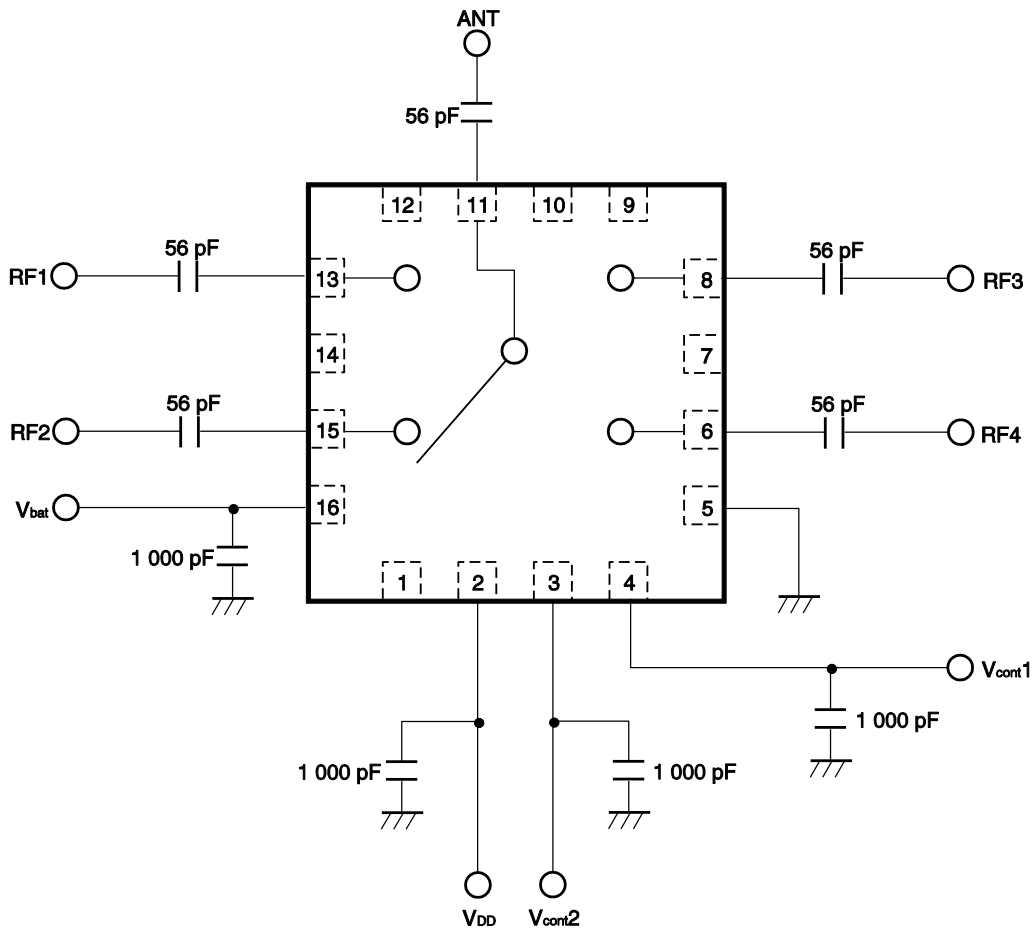 ANT
56 pF
12 11 10 9
56 pF 56 pF
RF1 13 8 RF3
14 7
56 pF 56 pF
RF2 15 6 RF4
Vbat 16 5
1 000 pF
1 2 3 4
Vcont1
1 000 pF
1 000 pF 1 000 pF
VDD Vcont2